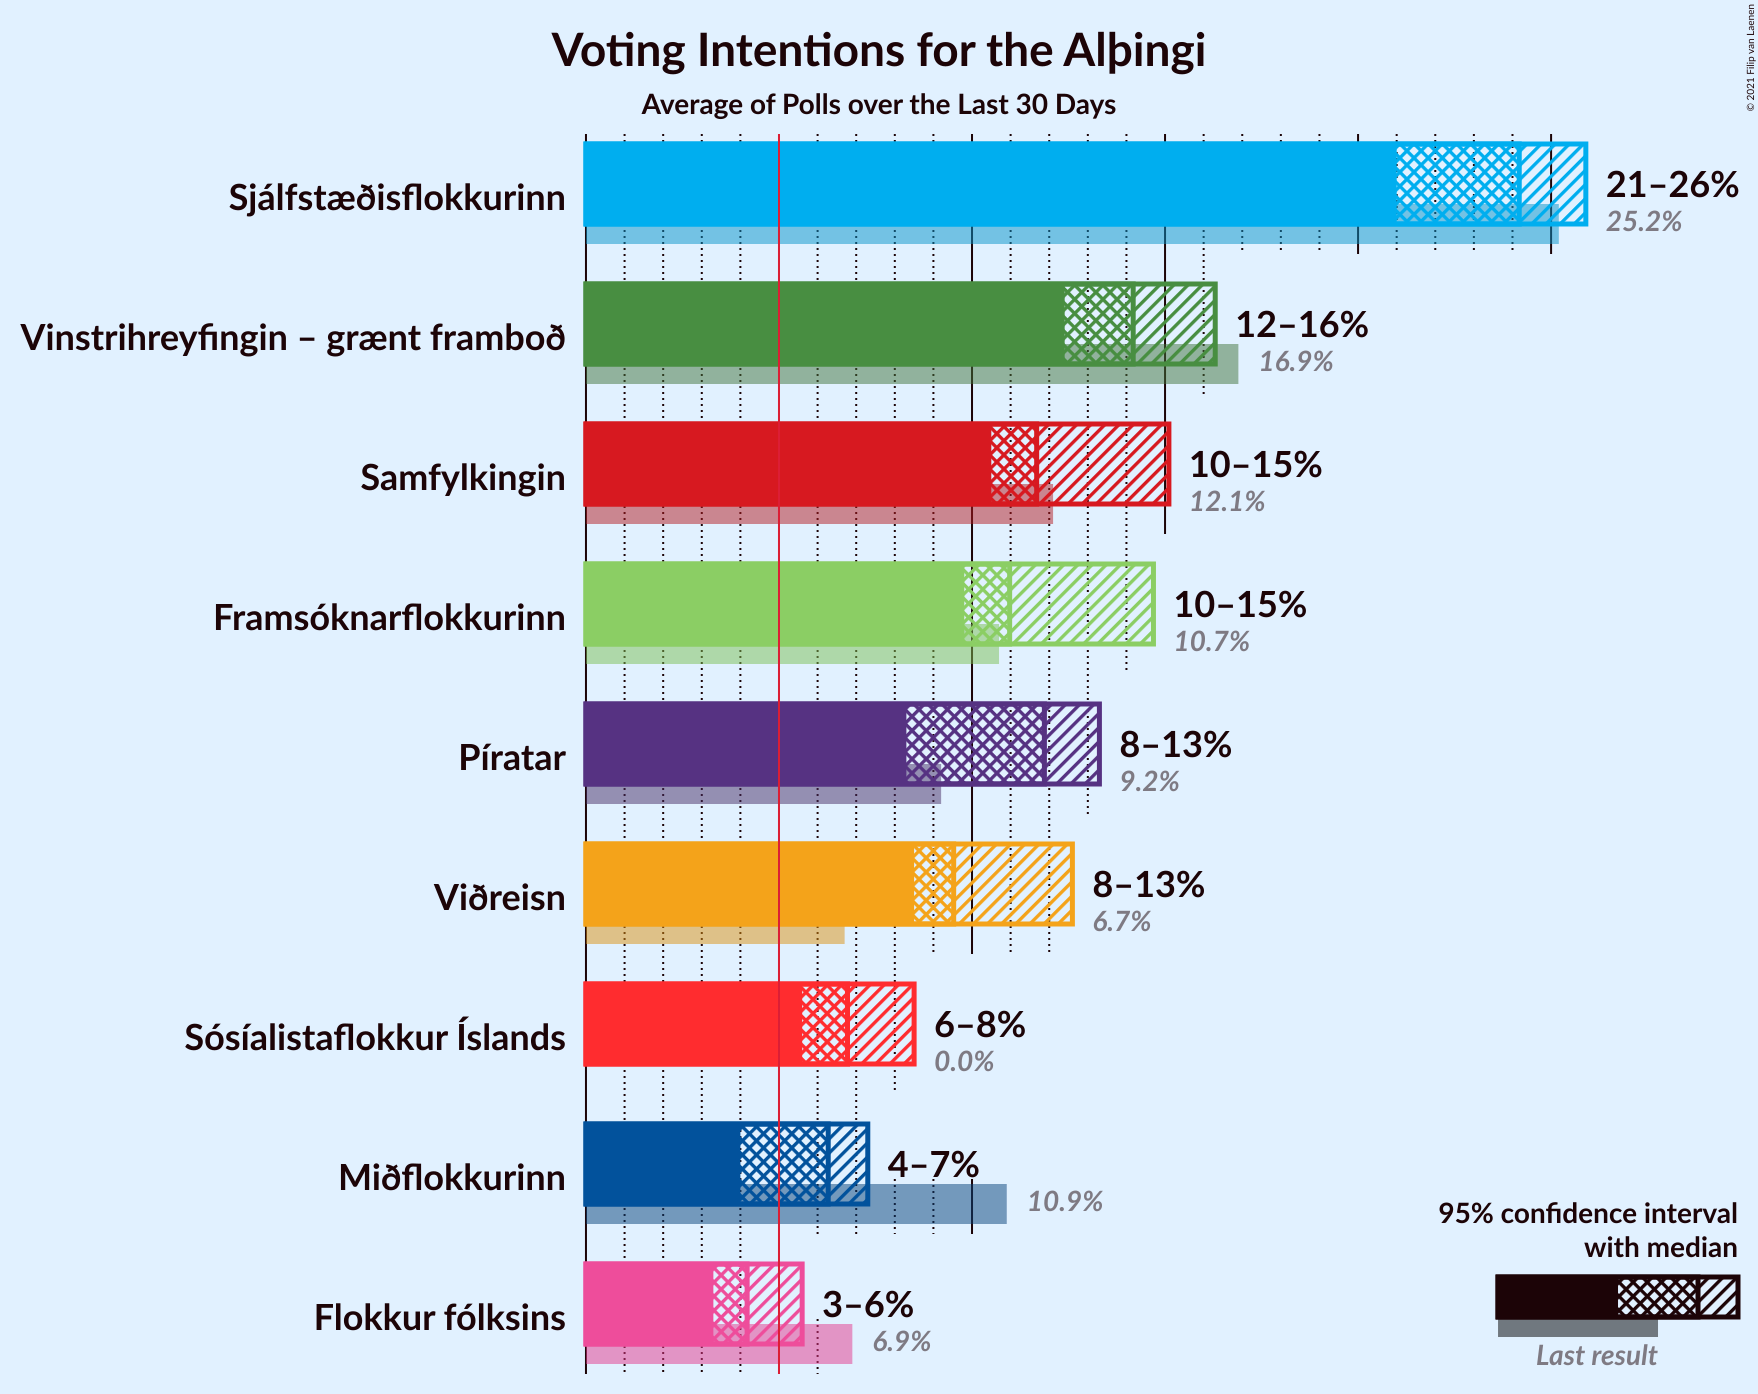 Voting Intentions for the Alþingi
Average of Polls over the Last 30 Days
© 2021 Filip van Laenen
Sjálfstæðisflokkurinn
21–26%
25.2%
Vinstrihreyfingin – grænt framboð
12–16%
16.9%
Samfylkingin
10–15%
12.1%
Framsóknarflokkurinn
10–15%
10.7%
Píratar
8–13%
9.2%
Viðreisn
8–13%
6.7%
Sósíalistaflokkur Íslands
6–8%
0.0%
Miðflokkurinn
4–7%
10.9%
Flokkur fólksins
3–6%
6.9%
95% confidence interval
with median
Last result